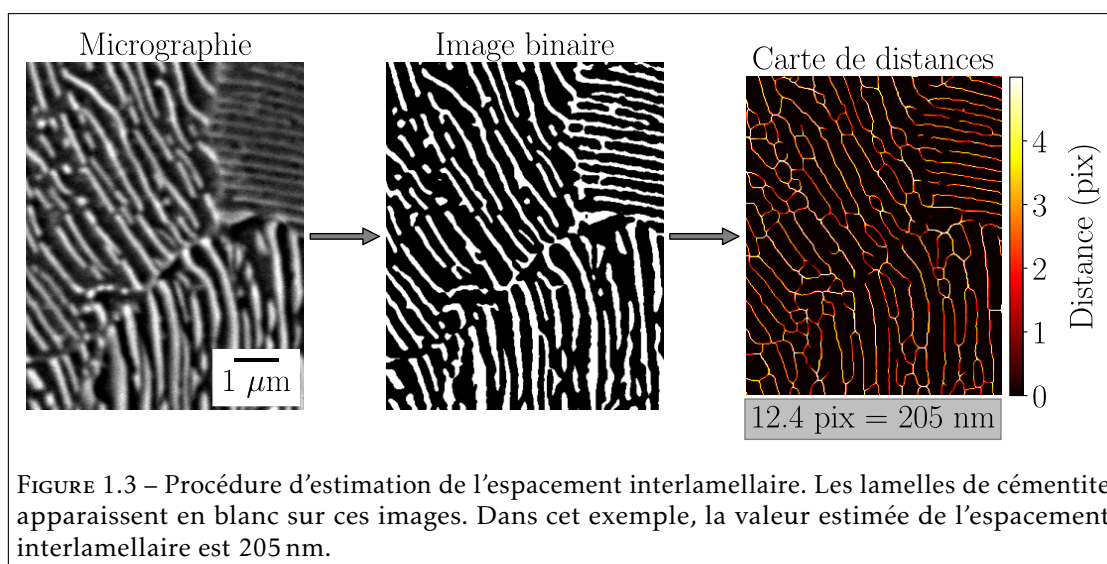 Micrographie
Image binaire
Carte de distances
1 μm
4
3
2
1
0
Distance (pix)
12.4 pix = 205 nm
FIGURE 1.3 – Procédure d'estimation de l'espacement interlamellaire. Les lamelles de cémentite
apparaissent en blanc sur ces images. Dans cet exemple, la valeur estimée de l'espacement
interlamellaire est 205 nm.